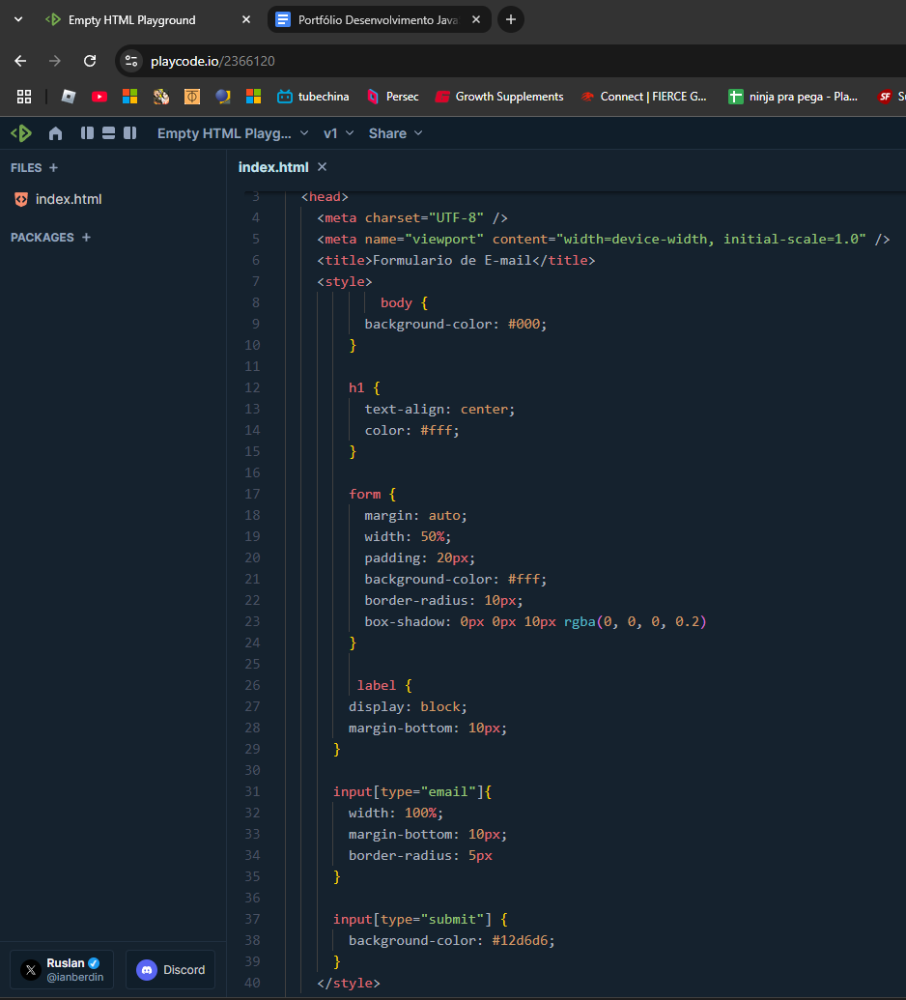 Empty HTML Playground
Portfólio Desenvolvimento Java
playcode.io/2366120
tubechina
Persec
Growth Supplements
Connect | FIERCE G...
ninja pra pega - Pla...
SF
Empty HTML Playg...
v1
Share
FILES +
index.html
PACKAGES +
index.html
3 <head>
4 <meta charset="UTF-8" />
5 <meta name="viewport" content="width=device-width, initial-scale=1.0" />
6 <title>Formulario de E-mail</title>
7 <style>
8 body {
9 background-color: #000;
10 }
11
12 h1 {
13 text-align: center;
14 color: #fff;
15 }
16
17 form {
18 margin: auto;
19 width: 50%;
20 padding: 20px;
21 background-color: #fff;
22 border-radius: 10px;
23 box-shadow: 0px 0px 10px rgba(0, 0, 0, 0.2)
24 }
25
26 label {
27 display: block;
28 margin-bottom: 10px;
29 }
30
31 input[type="email"]{
32 width: 100%;
33 margin-bottom: 10px;
34 border-radius: 5px
35 }
36
37 input[type="submit"] {
38 background-color: #12d6d6;
39 }
40 </style>
Ruslan
@ianberdin
Discord